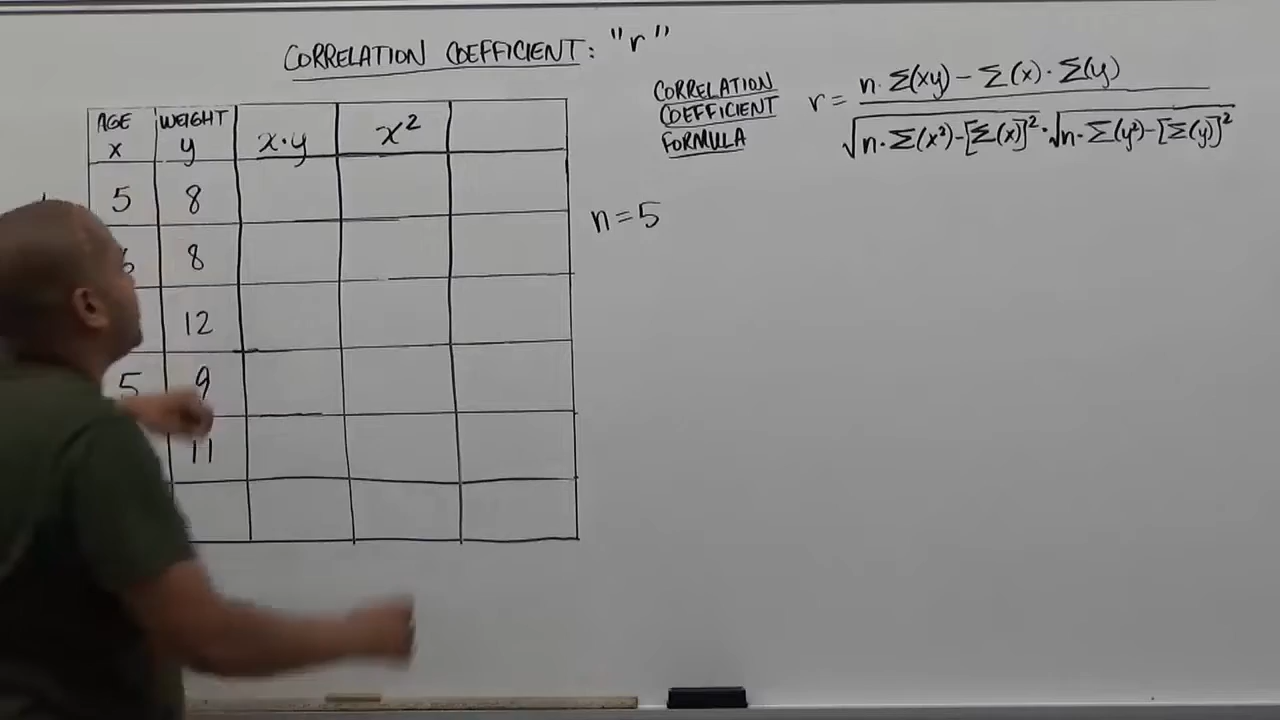 CORRELATION COEFFICIENT: "r"
CORRELATION
COEFFICIENT
FORMULA
r = n·Σ(xy) − Σ(x)·Σ(y) / √n·Σ(x²)−[Σ(x)]² · √n·Σ(y²)−[Σ(y)]²
AGE WEIGHT
x y x·y x²
5 8
8
12
5 9
11
n=5